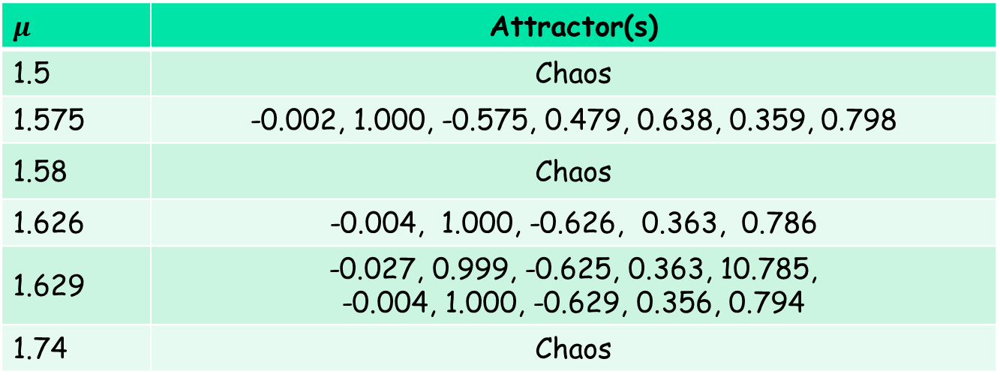 μ Attractor(s)
1.5 Chaos
1.575 -0.002, 1.000, -0.575, 0.479, 0.638, 0.359, 0.798
1.58 Chaos
1.626 -0.004, 1.000, -0.626, 0.363, 0.786
1.629 -0.027, 0.999, -0.625, 0.363, 10.785,
-0.004, 1.000, -0.629, 0.356, 0.794
1.74 Chaos